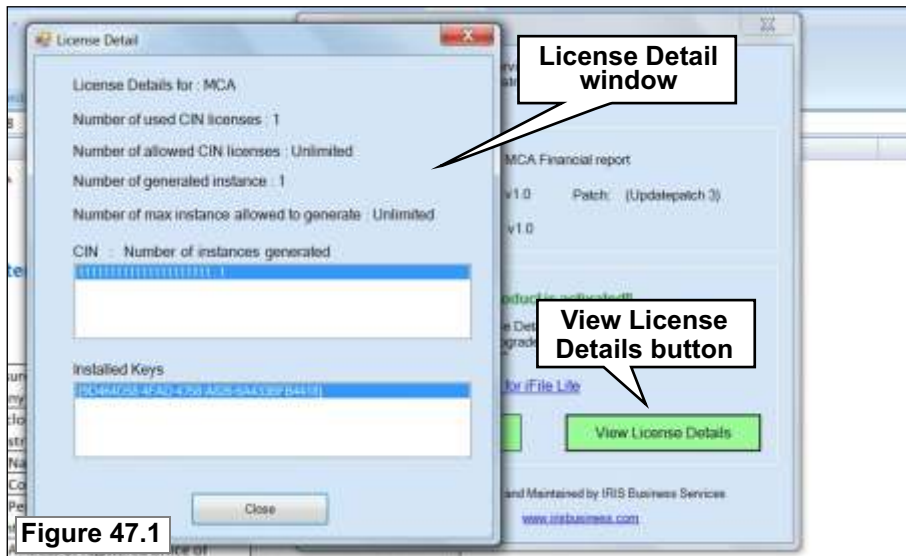 License Detail
License Details for : MCA
Number of used CIN licenses : 1
Number of allowed CIN licenses : Unlimited
Number of generated instance : 1
Number of max instance allowed to generate : Unlimited
CIN : Number of instances generated
Installed Keys
Close
License Detail
window
MCA Financial report
v1.0 Patch: (Updatepatch 3)
v1.0
oduct is activated!!
View License
Details button
for iFile Lite
View License Details
and Maintained by IRIS Business Services
www.irisbusiness.com
Figure 47.1